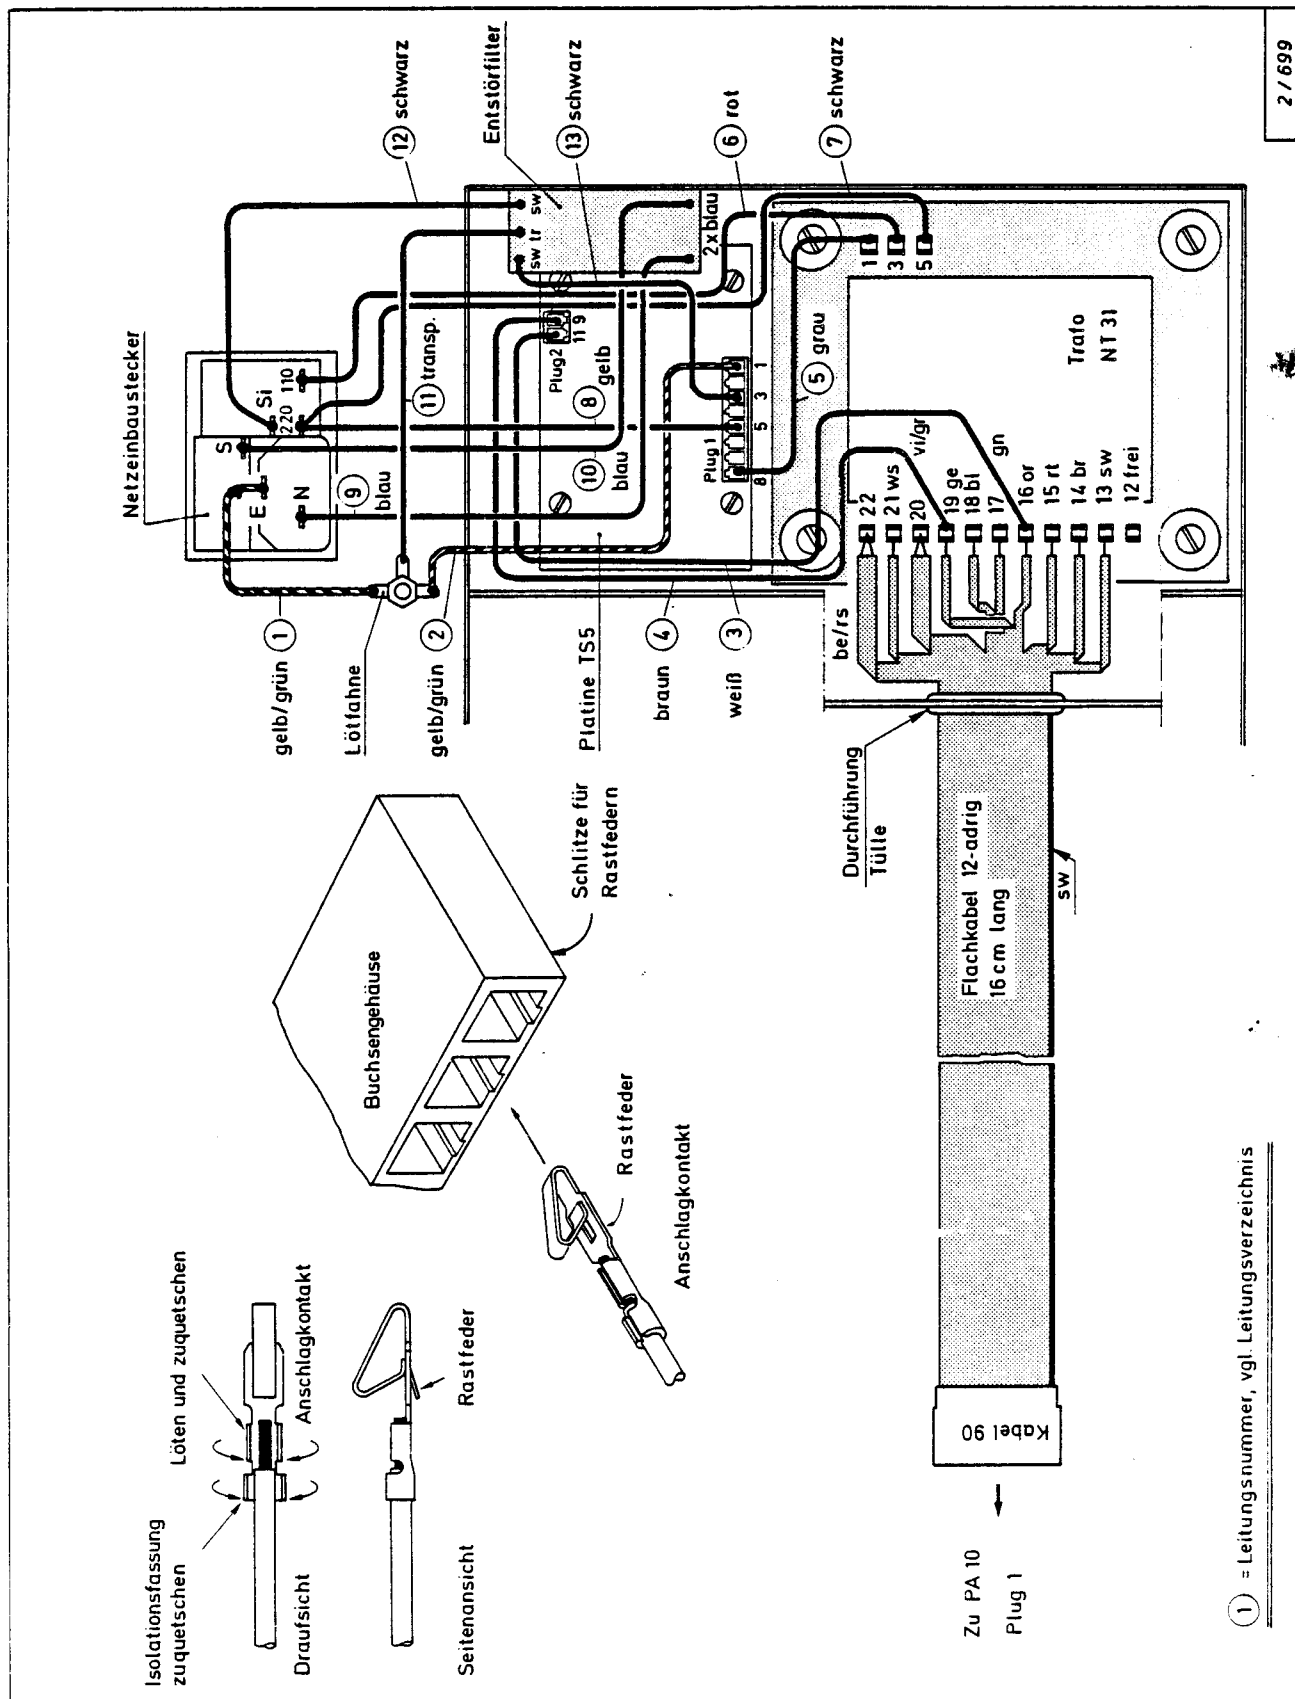 Isolationsfassung
zuquetschen
Löten und zuquetschen
Draufsicht
Anschlagkontakt
Seitenansicht
Rastfeder
Buchsengehäuse
Schlitze für
Rastfedern
Rastfeder
Anschlagkontakt
Netzeinbaustecker
S
Si
E
220
110
N
gelb/grün 1
Lötfahne
gelb/grün 2
9
blau
11 transp.
12 schwarz
Entstörfilter
sw tr sw
13 schwarz
2x blau
6 rot
7 schwarz
Plug2
11 9
8
gelb
10
blau
Plug1
8 5 3 1
Platine TS5
braun 4
weiß 3
5 grau
1
3
5
Trafo
NT 31
be/rs
22
21 ws
20
vi/gr
19 ge
18 bl
17
gn
16 or
15 rt
14 br
13 sw
12 frei
Durchführung
Tülle
Flachkabel 12-adrig
16 cm lang
sw
Kabel 90
Zu PA 10
Plug 1
1 = Leitungsnummer, vgl. Leitungsverzeichnis
2 / 699